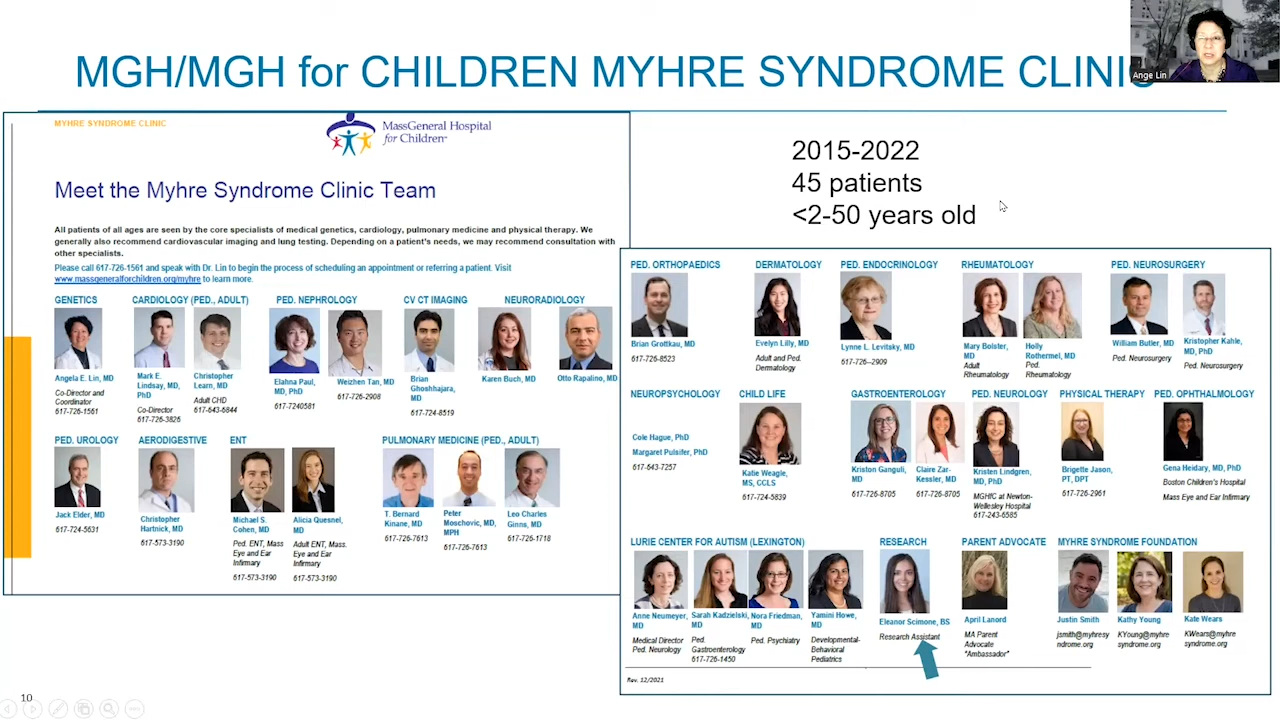 MGH/MGH for CHILDREN MYHRE SYNDROME CLINIC
Ange Lin
MYHRE SYNDROME CLINIC
MassGeneral Hospital
for Children
Meet the Myhre Syndrome Clinic Team
All patients of all ages are seen by the core specialists of medical genetics, cardiology, pulmonary medicine and physical therapy. We
generally also recommend cardiovascular imaging and lung testing. Depending on a patient's needs, we may recommend consultation with
other specialists.
Please call 617-726-1561 and speak with Dr. Lin to begin the process of scheduling an appointment or referring a patient. Visit
www.massgeneralforchildren.org/myhre to learn more.
GENETICS
Angela E. Lin, MD
Co-Director and
Coordinator
617-726-1561
CARDIOLOGY (PED., ADULT)
Mark E.
Lindsay, MD,
PhD
Co-Director
617-726-3826
Christopher
Learn, MD
Adult CHD
617-643-6844
PED. NEPHROLOGY
Elahna Paul,
MD, PhD
617-7240581
Weizhen Tan, MD
617-726-2908
CV CT IMAGING
Brian
Ghoshhajara,
MD
617-724-8519
NEURORADIOLOGY
Karen Buch, MD
Otto Rapalino, MD
PED. UROLOGY
Jack Elder, MD
617-724-5631
AERODIGESTIVE
Christopher
Hartnick, MD
617-573-3190
ENT
Michael S.
Cohen, MD
Ped. ENT, Mass
Eye and Ear
Infirmary
617-573-3190
Alicia Quesnel,
MD
Adult ENT, Mass.
Eye and Ear
Infirmary
617-573-3190
PULMONARY MEDICINE (PED., ADULT)
T. Bernard
Kinane, MD
617-726-7613
Peter
Moschovic, MD,
MPH
617-726-7613
Leo Charles
Ginns, MD
617-726-1718
2015-2022
45 patients
<2-50 years old
PED. ORTHOPAEDICS
Brian Grottkau, MD
617-726-8523
DERMATOLOGY
Evelyn Lilly, MD
Adult and Ped.
Dermatology
PED. ENDOCRINOLOGY
Lynne L. Levitsky, MD
617-726--2909
RHEUMATOLOGY
Mary Bolster,
MD
Adult
Rheumatology
Holly
Rothermel, MD
Ped.
Rheumatology
PED. NEUROSURGERY
William Butler, MD
Ped. Neurosurgery
Kristopher Kahle,
MD, PhD
Ped. Neurosurgery
NEUROPSYCHOLOGY
Cole Hague, PhD
Margaret Pulsifer, PhD
617-643-7257
CHILD LIFE
Katie Weagle,
MS, CCLS
617-724-5839
GASTROENTEROLOGY
Kriston Ganguli,
MD
617-726-8705
Claire Zar-
Kessler, MD
617-726-8705
PED. NEUROLOGY
Kristen Lindgren,
MD, PhD
MGHfC at Newton-
Wellesley Hospital
617-243-6585
PHYSICAL THERAPY
Brigette Jason,
PT, DPT
617-726-2961
PED. OPHTHALMOLOGY
Gena Heidary, MD, PhD
Boston Children's Hospital
Mass Eye and Ear Infirmary
LURIE CENTER FOR AUTISM (LEXINGTON)
Anne Neumeyer,
MD
Medical Director
Ped. Neurology
Sarah Kadzielski,
MD
Ped.
Gastroenterology
617-726-1450
Nora Friedman,
MD
Ped. Psychiatry
Yamini Howe,
MD
Developmental-
Behavioral
Pediatrics
RESEARCH
Eleanor Scimone, BS
Research Assistant
PARENT ADVOCATE
April Lanord
MA Parent
Advocate
"Ambassador"
MYHRE SYNDROME FOUNDATION
Justin Smith
jsmith@myhresy
ndrome.org
Kathy Young
KYoung@myhre
syndrome.org
Kate Wears
KWears@myhre
syndrome.org
Rev. 12/2021
10